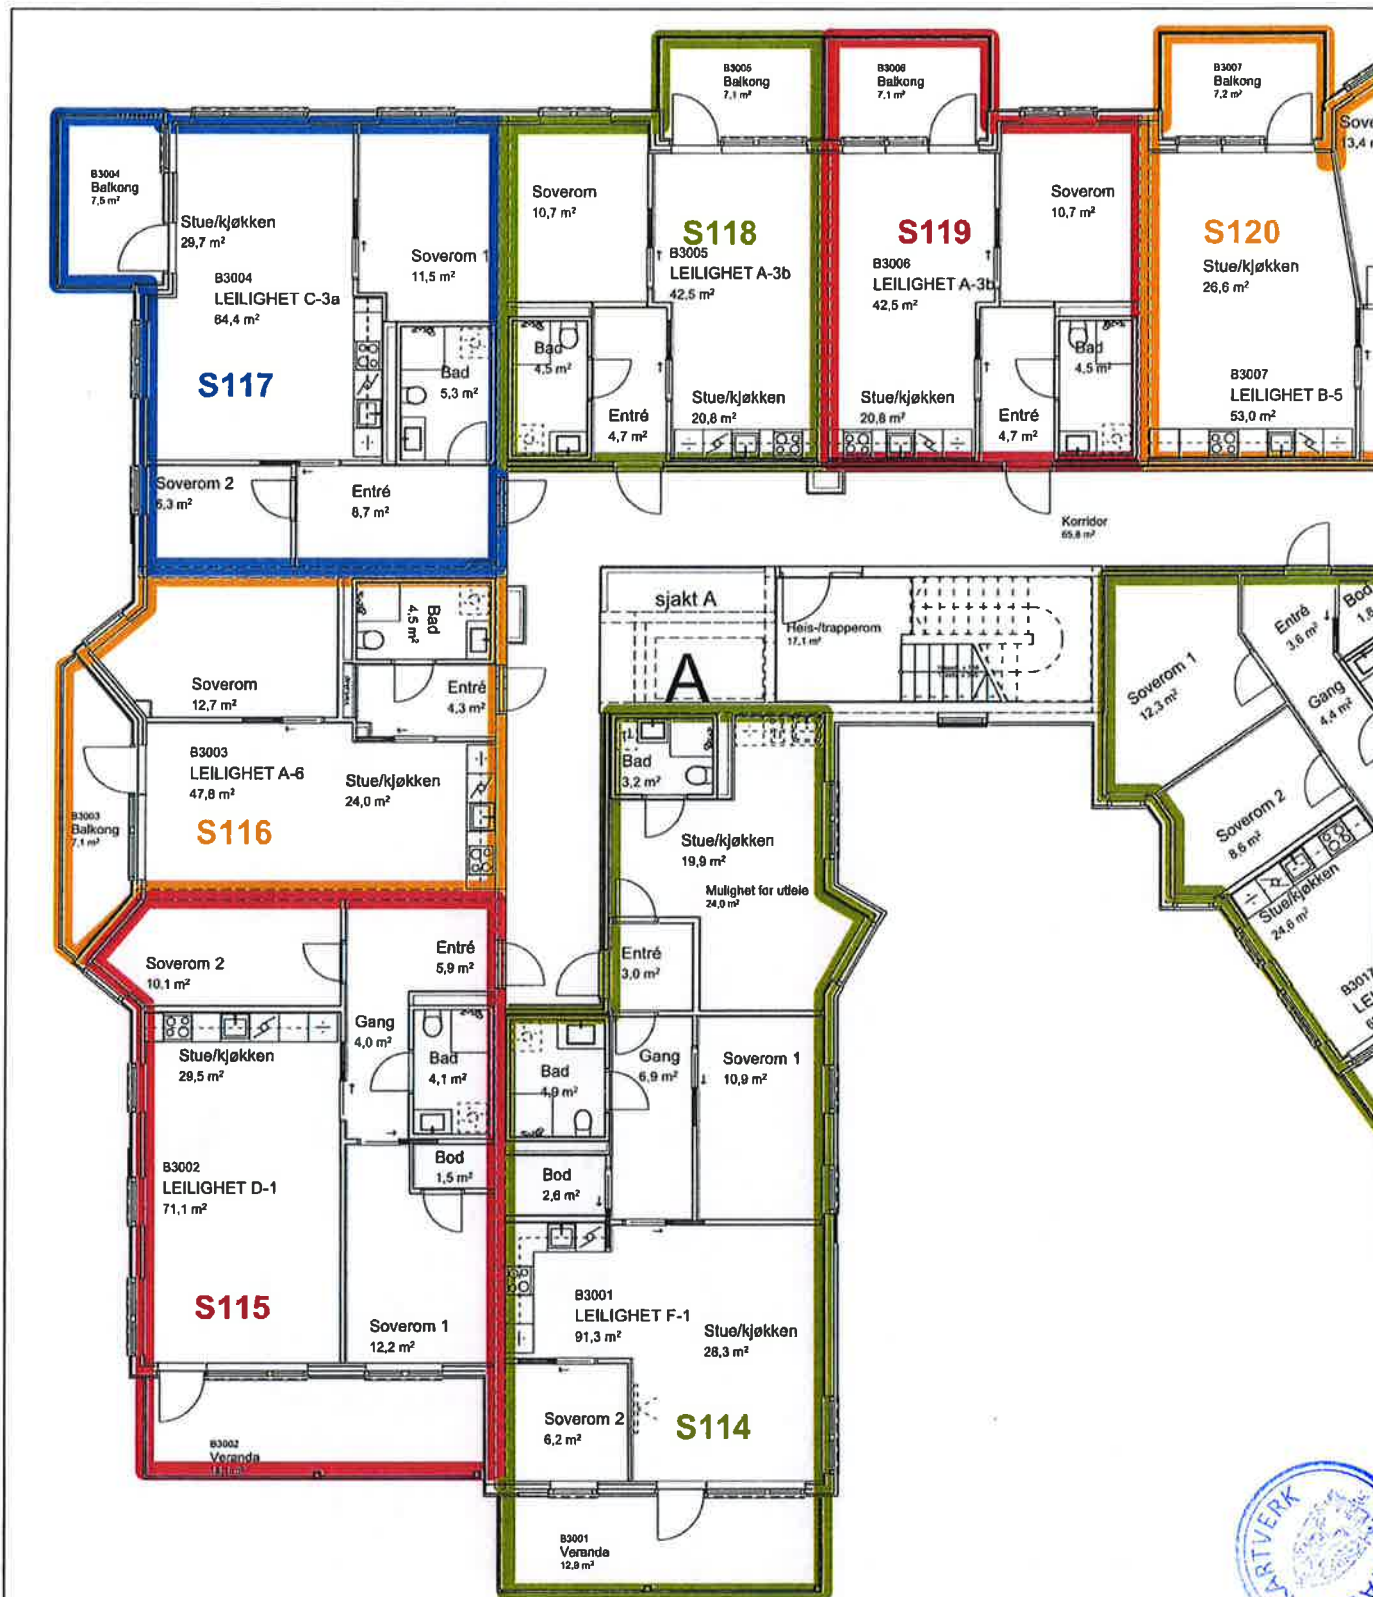 B3005
Balkong
7,1 m²
B3006
Balkong
7,1 m²
B3007
Balkong
7,2 m²
B3004
Balkong
7,5 m²
Stue/kjøkken
29,7 m²
B3004
LEILIGHET C-3a
64,4 m²
S117
Soverom 1
11,5 m²
Bad
5,3 m²
Soverom 2
6,3 m²
Entré
8,7 m²
Soverom
10,7 m²
S118
B3005
LEILIGHET A-3b
42,5 m²
Bad
4,5 m²
Entré
4,7 m²
Stue/kjøkken
20,8 m²
S119
B3006
LEILIGHET A-3b
42,5 m²
Soverom
10,7 m²
Stue/kjøkken
20,8 m²
Entré
4,7 m²
Bad
4,5 m²
S120
Stue/kjøkken
26,6 m²
B3007
LEILIGHET B-5
53,0 m²
13,4
Korridor
65,8 m²
sjakt A
A
Heis-/trapperom
17,1 m²
Bad
4,5 m²
Soverom
12,7 m²
Entré
4,3 m²
B3003
LEILIGHET A-6
47,8 m²
Stue/kjøkken
24,0 m²
S116
B3003
Balkong
7,1 m²
Soverom 2
10,1 m²
Entré
5,9 m²
Gang
4,0 m²
Stue/kjøkken
29,5 m²
Bad
4,1 m²
Bod
1,5 m²
B3002
LEILIGHET D-1
71,1 m²
S115
Soverom 1
12,2 m²
B3002
Veranda
Bad
3,2 m²
Stue/kjøkken
19,9 m²
Mulighet for utleie
24,0 m²
Entré
3,0 m²
Gang
6,9 m²
Soverom 1
10,9 m²
Bad
4,9 m²
Bod
2,6 m²
B3001
LEILIGHET F-1
91,3 m²
Stue/kjøkken
28,3 m²
Soverom 2
6,2 m²
S114
B3001
Veranda
12,9 m²
Soverom 1
12,3 m²
Entré
3,6 m²
Bod
1,8
Gang
4,4 m²
Soverom 2
8,6 m²
Stue/kjøkken
24,6 m²
B3017
ARTVERK